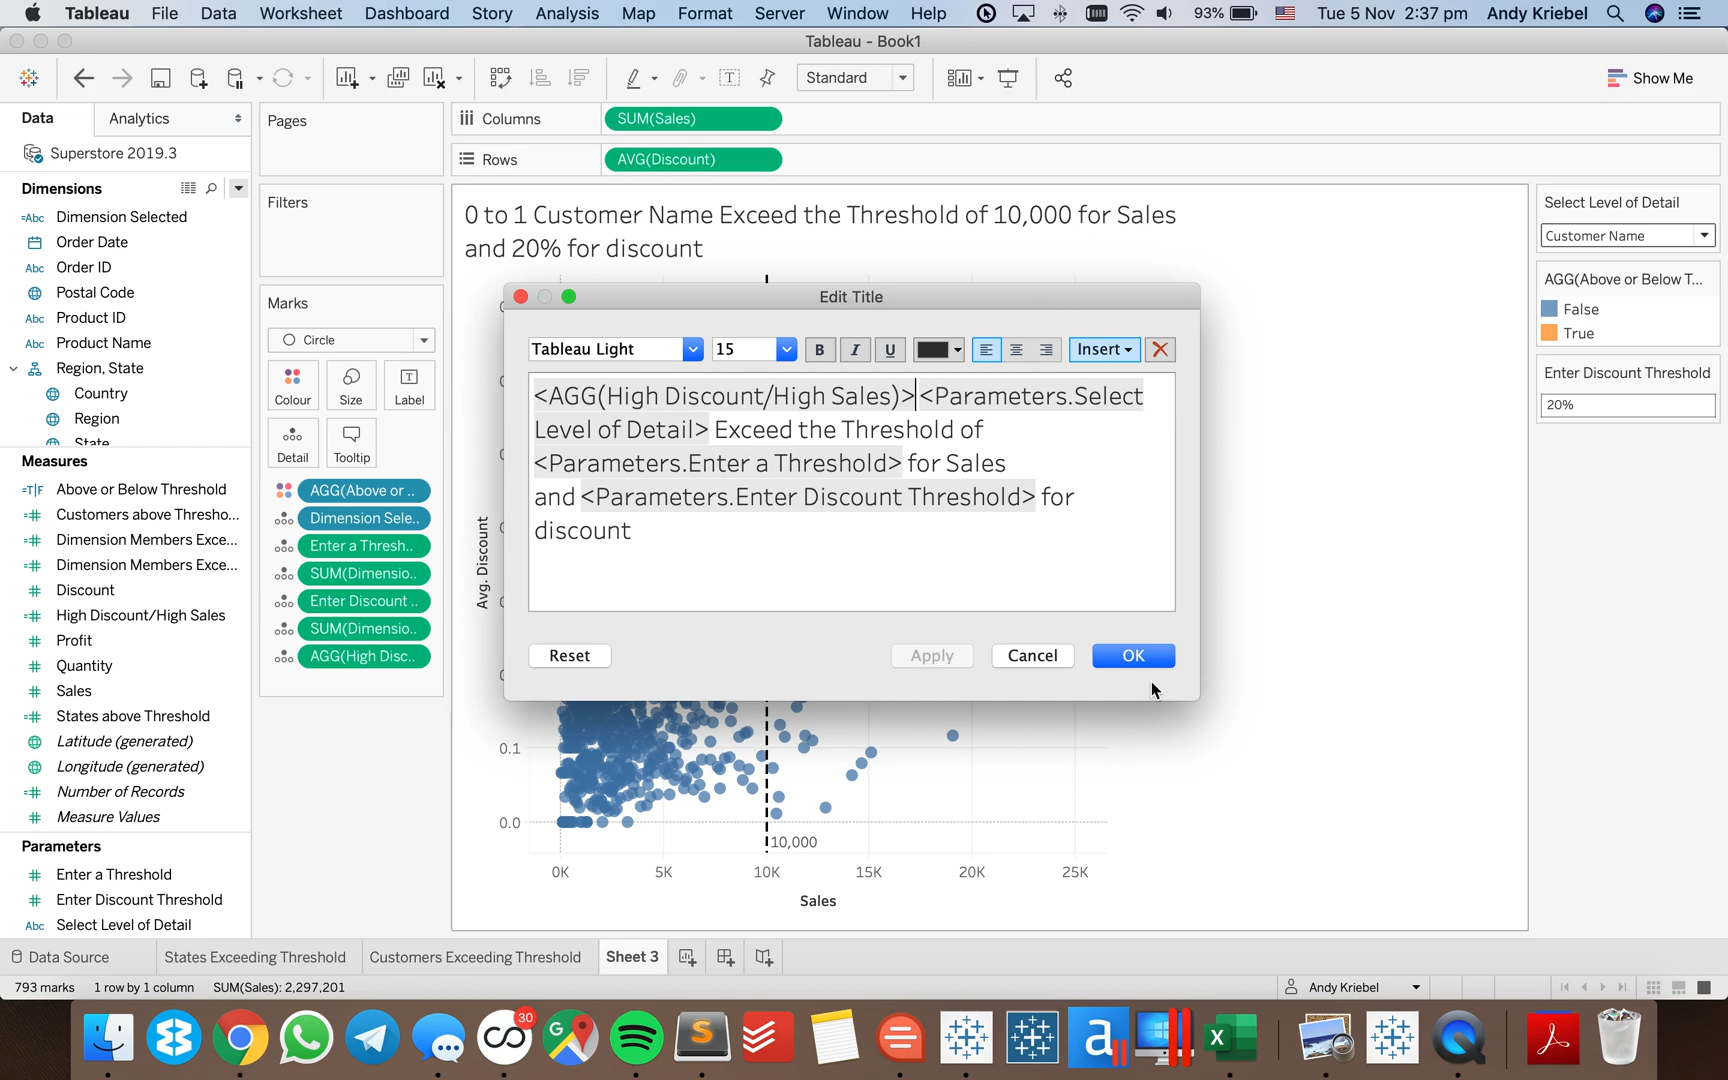 Tableau File Data Worksheet Dashboard Story Analysis Map Format Server Window Help 93% Tue 5 Nov 2:37 pm Andy Kriebel
Tableau - Book1
Standard Show Me
Data Analytics Pages Columns SUM(Sales)
Superstore 2019.3 Rows AVG(Discount)
Dimensions
=Abc Dimension Selected
Order Date
Abc Order ID
Postal Code
Abc Product ID
Abc Product Name
Region, State
Country
Region
State
Measures
=T|F Above or Below Threshold
=# Customers above Thresho...
=# Dimension Members Exce...
=# Dimension Members Exce...
# Discount
=# High Discount/High Sales
# Profit
# Quantity
# Sales
=# States above Threshold
Latitude (generated)
Longitude (generated)
=# Number of Records
# Measure Values
Parameters
# Enter a Threshold
# Enter Discount Threshold
Abc Select Level of Detail
Filters
Marks
Circle
Colour Size Label
Detail Tooltip
AGG(Above or ..
Dimension Sele..
Enter a Thresh..
SUM(Dimensio..
Enter Discount ..
SUM(Dimensio..
AGG(High Disc..
0 to 1 Customer Name Exceed the Threshold of 10,000 for Sales
and 20% for discount
Edit Title
Tableau Light 15 B I U Insert
<AGG(High Discount/High Sales)><Parameters.Select
Level of Detail> Exceed the Threshold of
<Parameters.Enter a Threshold> for Sales
and <Parameters.Enter Discount Threshold> for
discount
Reset Apply Cancel OK
Avg. Discount
0.1
0.0
10,000
0K 5K 10K 15K 20K 25K
Sales
Select Level of Detail
Customer Name
AGG(Above or Below T...
False
True
Enter Discount Threshold
20%
Data Source States Exceeding Threshold Customers Exceeding Threshold Sheet 3
793 marks 1 row by 1 column SUM(Sales): 2,297,201 Andy Kriebel
30